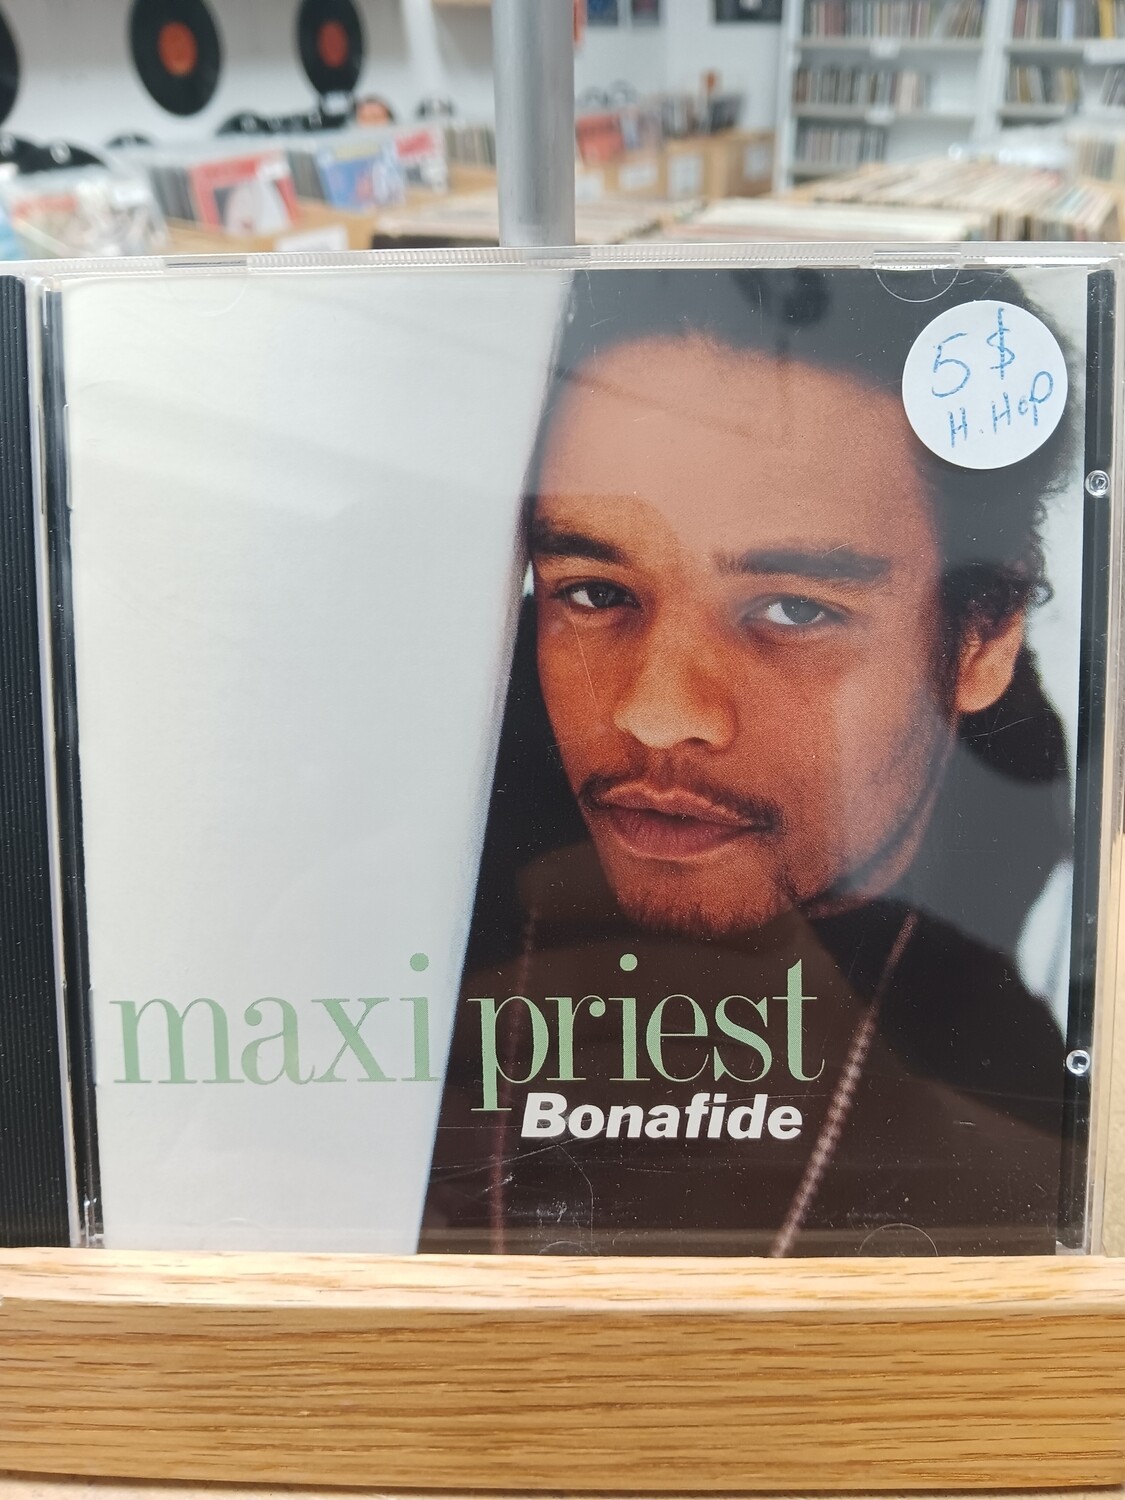 5 $
H. Hop
maxi priest
Bonafide